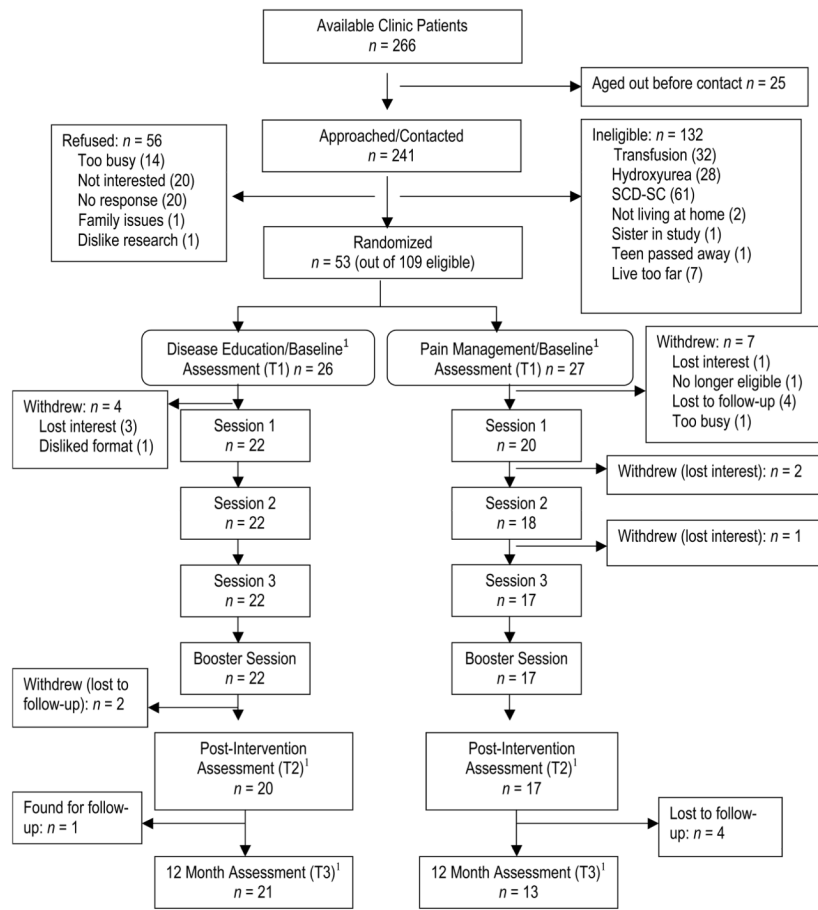 Available Clinic Patients
n = 266
Aged out before contact n = 25
Approached/Contacted
n = 241
Refused: n = 56
Too busy (14)
Not interested (20)
No response (20)
Family issues (1)
Dislike research (1)
Ineligible: n = 132
Transfusion (32)
Hydroxyurea (28)
SCD-SC (61)
Not living at home (2)
Sister in study (1)
Teen passed away (1)
Live too far (7)
Randomized
n = 53 (out of 109 eligible)
Disease Education/Baseline¹
Assessment (T1) n = 26
Pain Management/Baseline¹
Assessment (T1) n = 27
Withdrew: n = 4
Lost interest (3)
Disliked format (1)
Withdrew: n = 7
Lost interest (1)
No longer eligible (1)
Lost to follow-up (4)
Too busy (1)
Session 1
n = 22
Session 1
n = 20
Withdrew (lost interest): n = 2
Session 2
n = 22
Session 2
n = 18
Withdrew (lost interest): n = 1
Session 3
n = 22
Session 3
n = 17
Booster Session
n = 22
Booster Session
n = 17
Withdrew (lost to
follow-up): n = 2
Post-Intervention
Assessment (T2)¹
n = 20
Post-Intervention
Assessment (T2)¹
n = 17
Found for follow-
up: n = 1
Lost to follow-
up: n = 4
12 Month Assessment (T3)¹
n = 21
12 Month Assessment (T3)¹
n = 13